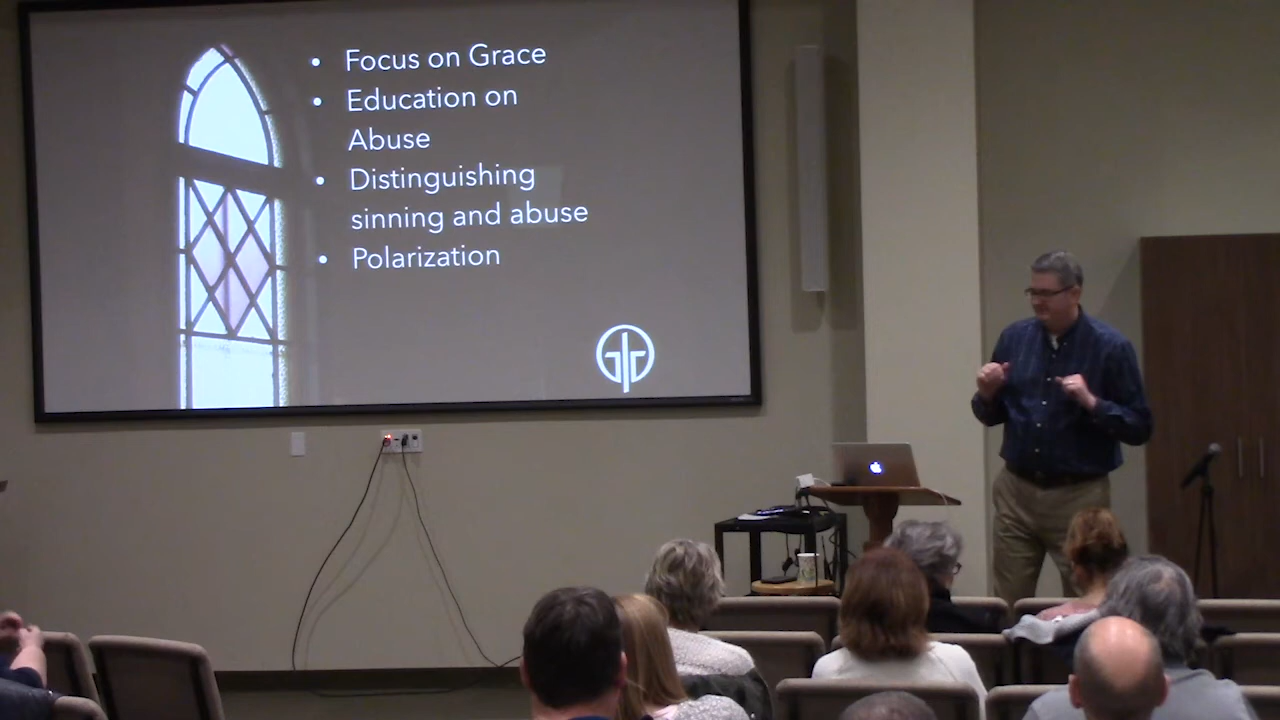 • Focus on Grace
• Education on
Abuse
• Distinguishing
sinning and abuse
• Polarization